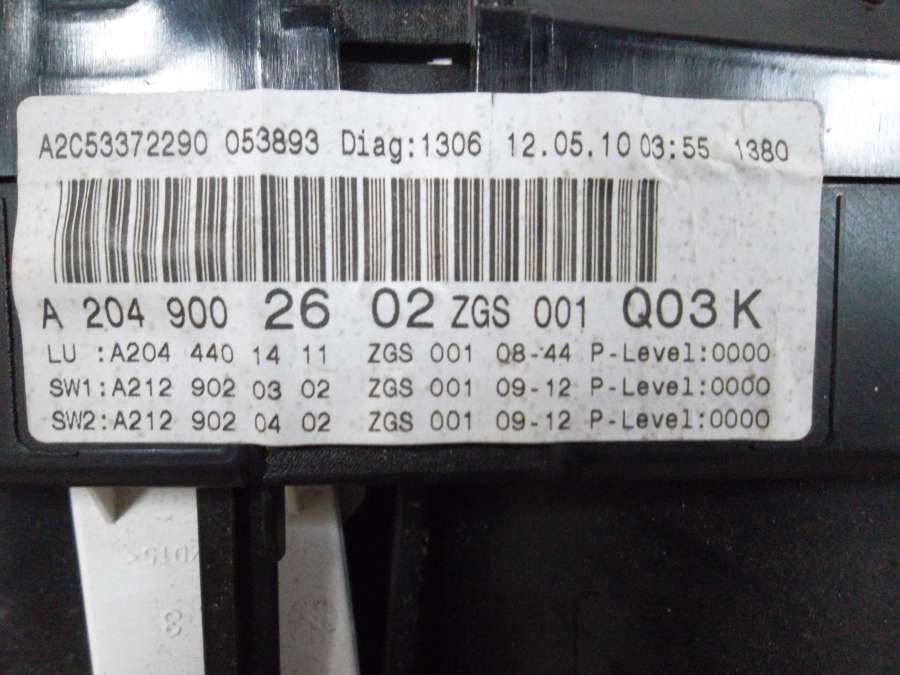 A2C53372290 053893 Diag:1306 12.05.10 03:55 1380
A 204 900 26 02 ZGS 001 Q03 K
LU :A204 440 14 11 ZGS 001 08-44 P-Level:0000
SW1:A212 902 03 02 ZGS 001 09-12 P-Level:0000
SW2:A212 902 04 02 ZGS 001 09-12 P-Level:0000
3